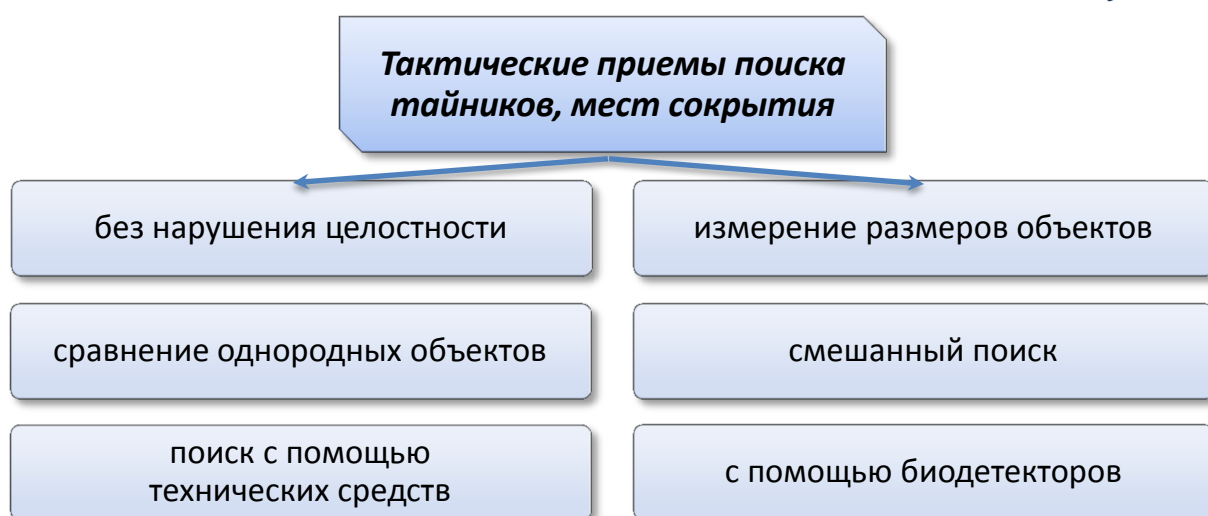 Тактические приемы поиска
тайников, мест сокрытия
без нарушения целостности
измерение размеров объектов
сравнение однородных объектов
смешанный поиск
поиск с помощью
технических средств
с помощью биодетекторов